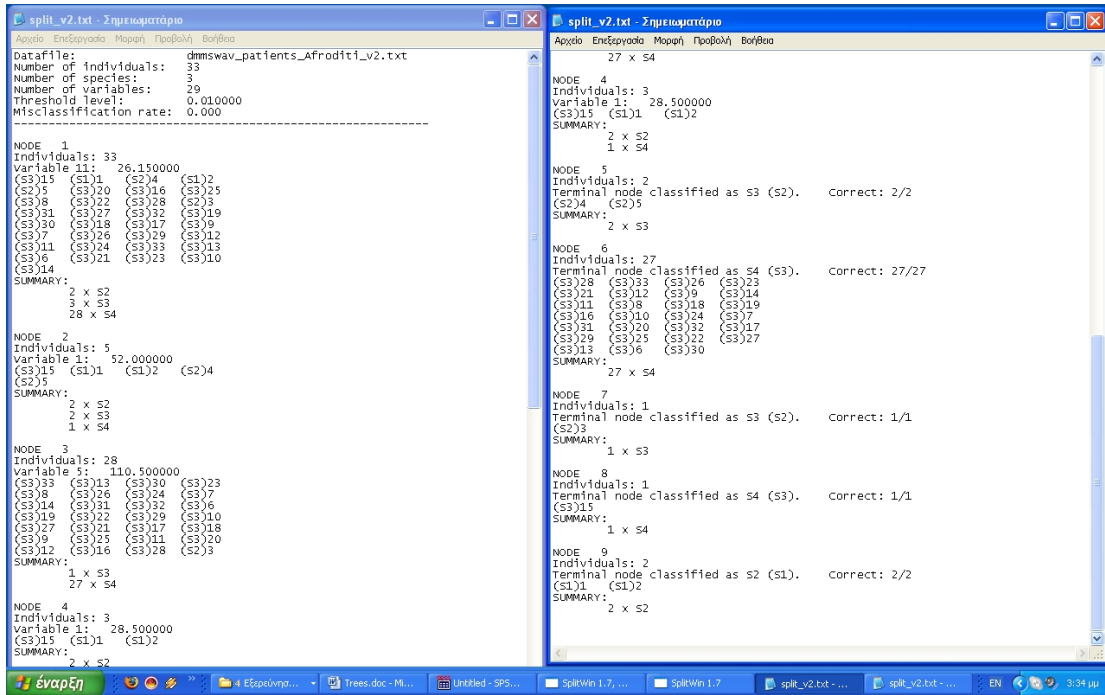 split_v2.txt - Σημειωματάριο
Αρχείο Επεξεργασία Μορφή Προβολή Βοήθεια
Datafile: dmmswav_patients_Afroditi_v2.txt
Number of individuals: 33
Number of species: 3
Number of variables: 29
Threshold level: 0.010000
Misclassification rate: 0.000
------------------------------------------------------------
NODE 1
Individuals: 33
Variable 11: 26.150000
(S3)15 (S1)1 (S2)4 (S1)2
(S2)5 (S3)20 (S3)16 (S3)25
(S3)8 (S3)22 (S3)28 (S2)3
(S3)31 (S3)27 (S3)32 (S3)19
(S3)30 (S3)18 (S3)17 (S3)9
(S3)7 (S3)26 (S3)29 (S3)12
(S3)11 (S3)24 (S3)33 (S3)13
(S3)6 (S3)21 (S3)23 (S3)10
(S3)14
SUMMARY:
2 x S2
3 x S3
28 x S4
NODE 2
Individuals: 5
Variable 1: 52.000000
(S3)15 (S1)1 (S1)2 (S2)4
(S2)5
SUMMARY:
2 x S2
2 x S3
1 x S4
NODE 3
Individuals: 28
Variable 5: 110.500000
(S3)33 (S3)13 (S3)30 (S3)23
(S3)8 (S3)26 (S3)24 (S3)7
(S3)14 (S3)31 (S3)32 (S3)6
(S3)19 (S3)22 (S3)29 (S3)10
(S3)27 (S3)21 (S3)17 (S3)18
(S3)9 (S3)25 (S3)11 (S3)20
(S3)12 (S3)16 (S3)28 (S2)3
SUMMARY:
1 x S3
27 x S4
NODE 4
Individuals: 3
Variable 1: 28.500000
(S3)15 (S1)1 (S1)2
SUMMARY:
2 x S2
split_v2.txt - Σημειωματάριο
Αρχείο Επεξεργασία Μορφή Προβολή Βοήθεια
27 x S4
NODE 4
Individuals: 3
Variable 1: 28.500000
(S3)15 (S1)1 (S1)2
SUMMARY:
2 x S2
1 x S4
NODE 5
Individuals: 2
Terminal node classified as S3 (S2). Correct: 2/2
(S2)4 (S2)5
SUMMARY:
2 x S3
NODE 6
Individuals: 27
Terminal node classified as S4 (S3). Correct: 27/27
(S3)28 (S3)33 (S3)26 (S3)23
(S3)21 (S3)12 (S3)9 (S3)14
(S3)11 (S3)8 (S3)18 (S3)19
(S3)16 (S3)10 (S3)24 (S3)7
(S3)31 (S3)20 (S3)32 (S3)17
(S3)29 (S3)25 (S3)22 (S3)27
(S3)13 (S3)6 (S3)30
SUMMARY:
27 x S4
NODE 7
Individuals: 1
Terminal node classified as S3 (S2). Correct: 1/1
(S2)3
SUMMARY:
1 x S3
NODE 8
Individuals: 1
Terminal node classified as S4 (S3). Correct: 1/1
(S3)15
SUMMARY:
1 x S4
NODE 9
Individuals: 2
Terminal node classified as S2 (S1). Correct: 2/2
(S1)1 (S1)2
SUMMARY:
2 x S2
έναρξη » 4 Εξερεύνησ... Trees.doc - Mi... Untitled - SPS... SplitWin 1.7, ... SplitWin 1.7 split_v2.txt - ... split_v2.txt - ... EN 3:34 μμ